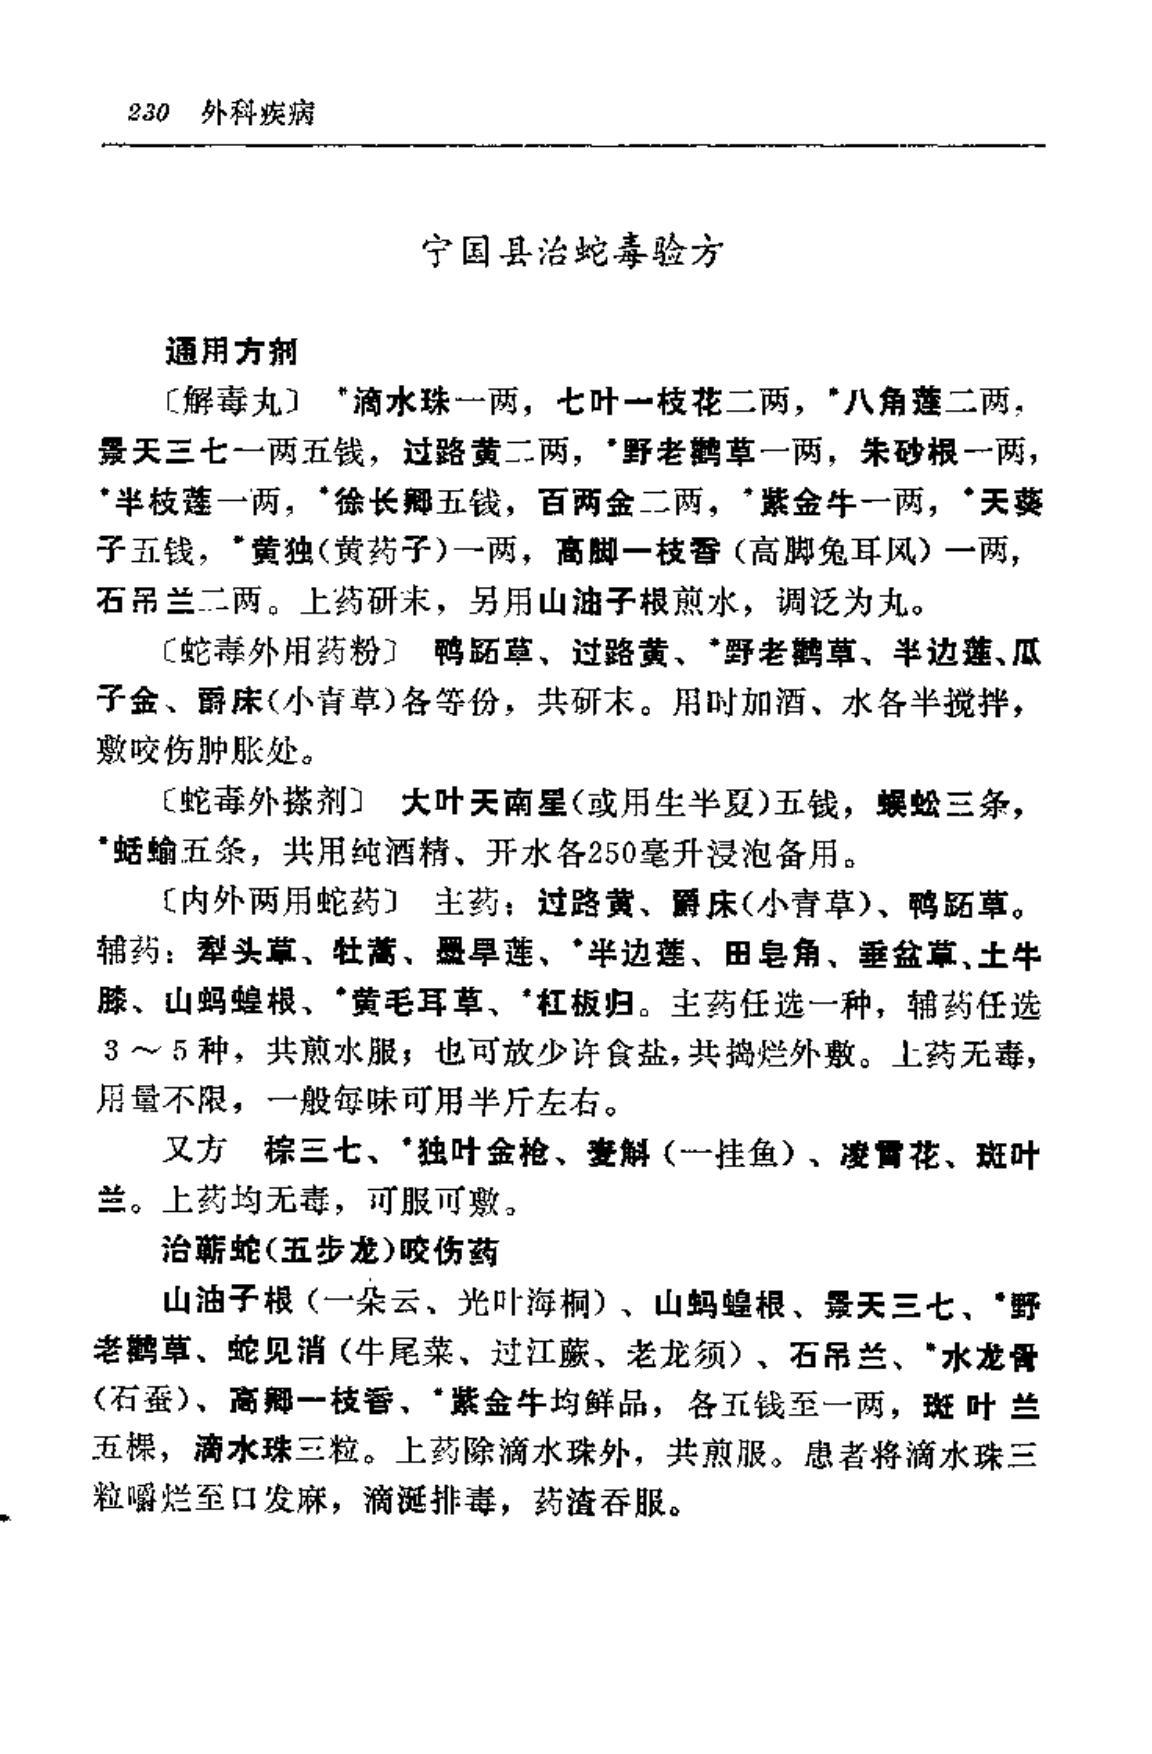 230 外科疾病
宁国县治蛇毒验方
通用方剂
〔解毒丸〕 *滴水珠一两，七叶一枝花二两，*八角莲二两，
景天三七一两五钱，过路黄二两，*野老鹳草一两，朱砂根一两，
*半枝莲一两，*徐长卿五钱，百两金二两，*紫金牛一两，*天葵
子五钱，*黄独(黄药子)一两，高脚一枝香（高脚兔耳风）一两，
石吊兰二两。上药研末，另用山油子根煎水，调泛为丸。
〔蛇毒外用药粉〕 鸭跖草、过路黄、*野老鹳草、半边莲、瓜
子金、爵床(小青草)各等份，共研末。用时加酒、水各半搅拌，
敷咬伤肿胀处。
〔蛇毒外搽剂〕 大叶天南星(或用生半夏)五钱，蜈蚣三条，
*蛞蝓五条，共用纯酒精、开水各250毫升浸泡备用。
〔内外两用蛇药〕 主药：过路黄、爵床(小青草)、鸭跖草。
辅药：犁头草、牡蒿、墨旱莲、*半边莲、田皂角、垂盆草、土牛
膝、山蚂蝗根、*黄毛耳草、*杠板归。主药任选一种，辅药任选
3～5种，共煎水服；也可放少许食盐，共捣烂外敷。上药无毒，
用量不限，一般每味可用半斤左右。
又方 棕三七、*独叶金枪、麦斛（一挂鱼）、凌霄花、斑叶
兰。上药均无毒，可服可敷。
治蕲蛇(五步龙)咬伤药
山油子根（一朵云、光叶海桐）、山蚂蝗根、景天三七、*野
老鹳草、蛇见消（牛尾菜、过江蕨、老龙须）、石吊兰、*水龙骨
(石蚕)、高脚一枝香、*紫金牛均鲜品，各五钱至一两，斑叶兰
五棵，滴水珠三粒。上药除滴水珠外，共煎服。患者将滴水珠三
粒嚼烂至口发麻，滴涎排毒，药渣吞服。